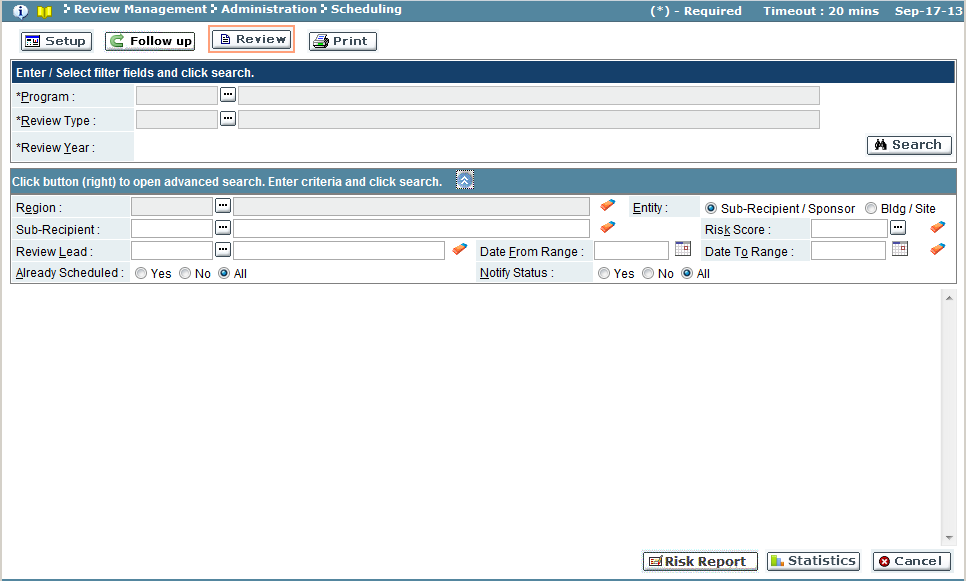 Review Management Administration Scheduling (*) - Required Timeout : 20 mins Sep-17-13
Setup Follow up Review Print
Enter / Select filter fields and click search.
*Program :
*Review Type :
*Review Year : Search
Click button (right) to open advanced search. Enter criteria and click search.
Region : Entity : Sub-Recipient / Sponsor Bldg / Site
Sub-Recipient : Risk Score :
Review Lead : Date From Range : Date To Range :
Already Scheduled : Yes No All Notify Status : Yes No All
Risk Report Statistics Cancel